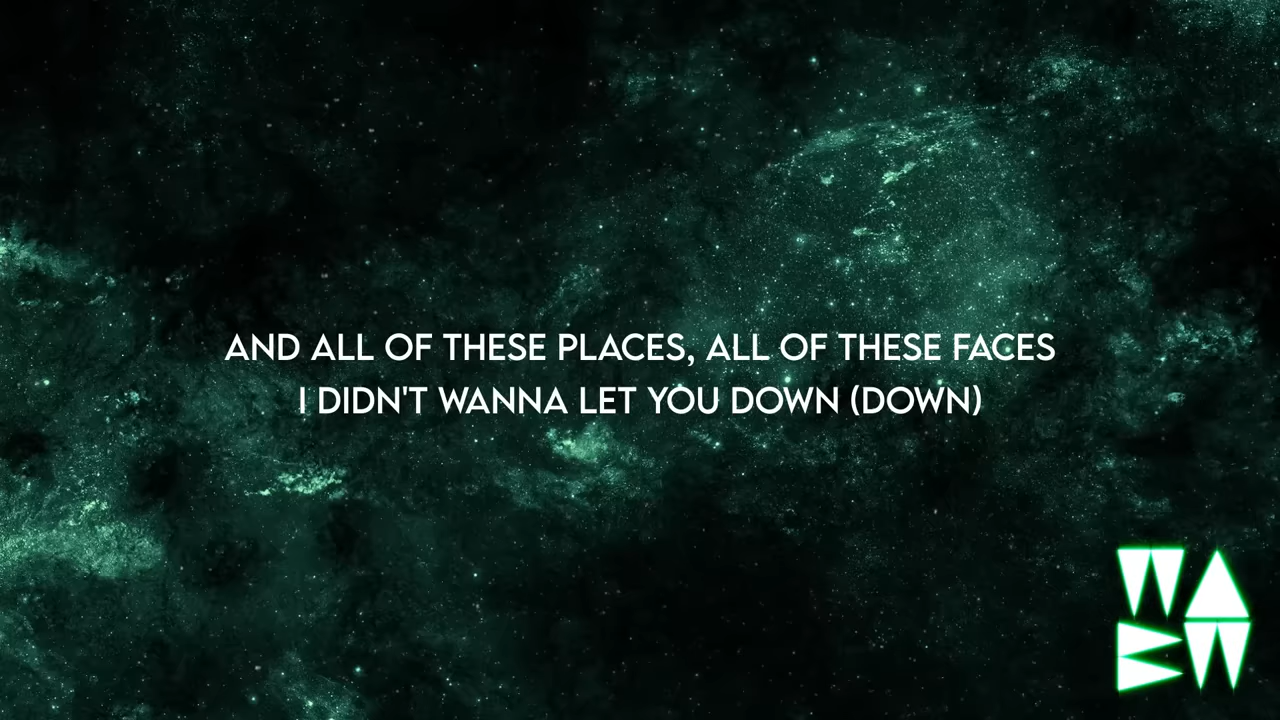 AND ALL OF THESE PLACES, ALL OF THESE FACES
I DIDN'T WANNA LET YOU DOWN (DOWN)